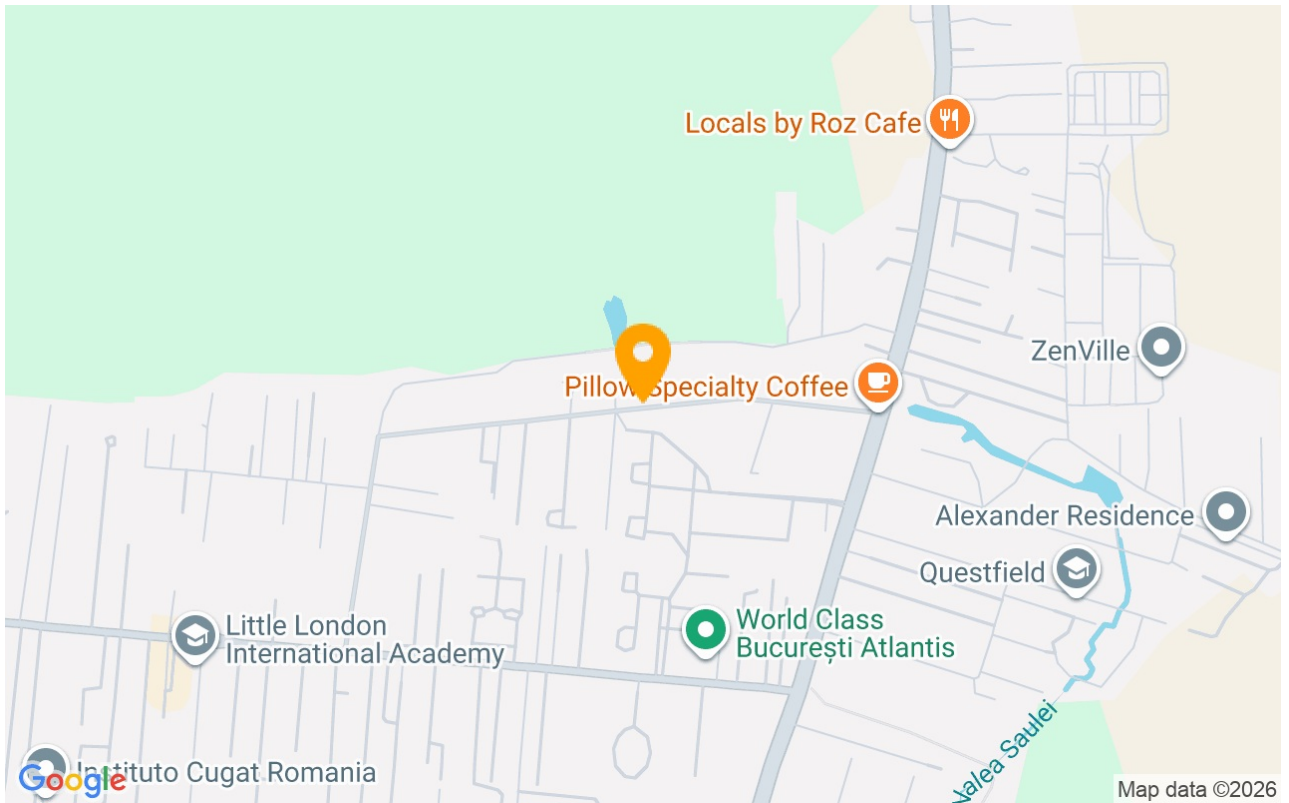 Locals by Roz Cafe
ZenVille
Pillow Specialty Coffee
Alexander Residence
Questfield
World Class
București Atlantis
Little London
International Academy
Valea Saulei
Instituto Cugat Romania
Google
Map data ©2026